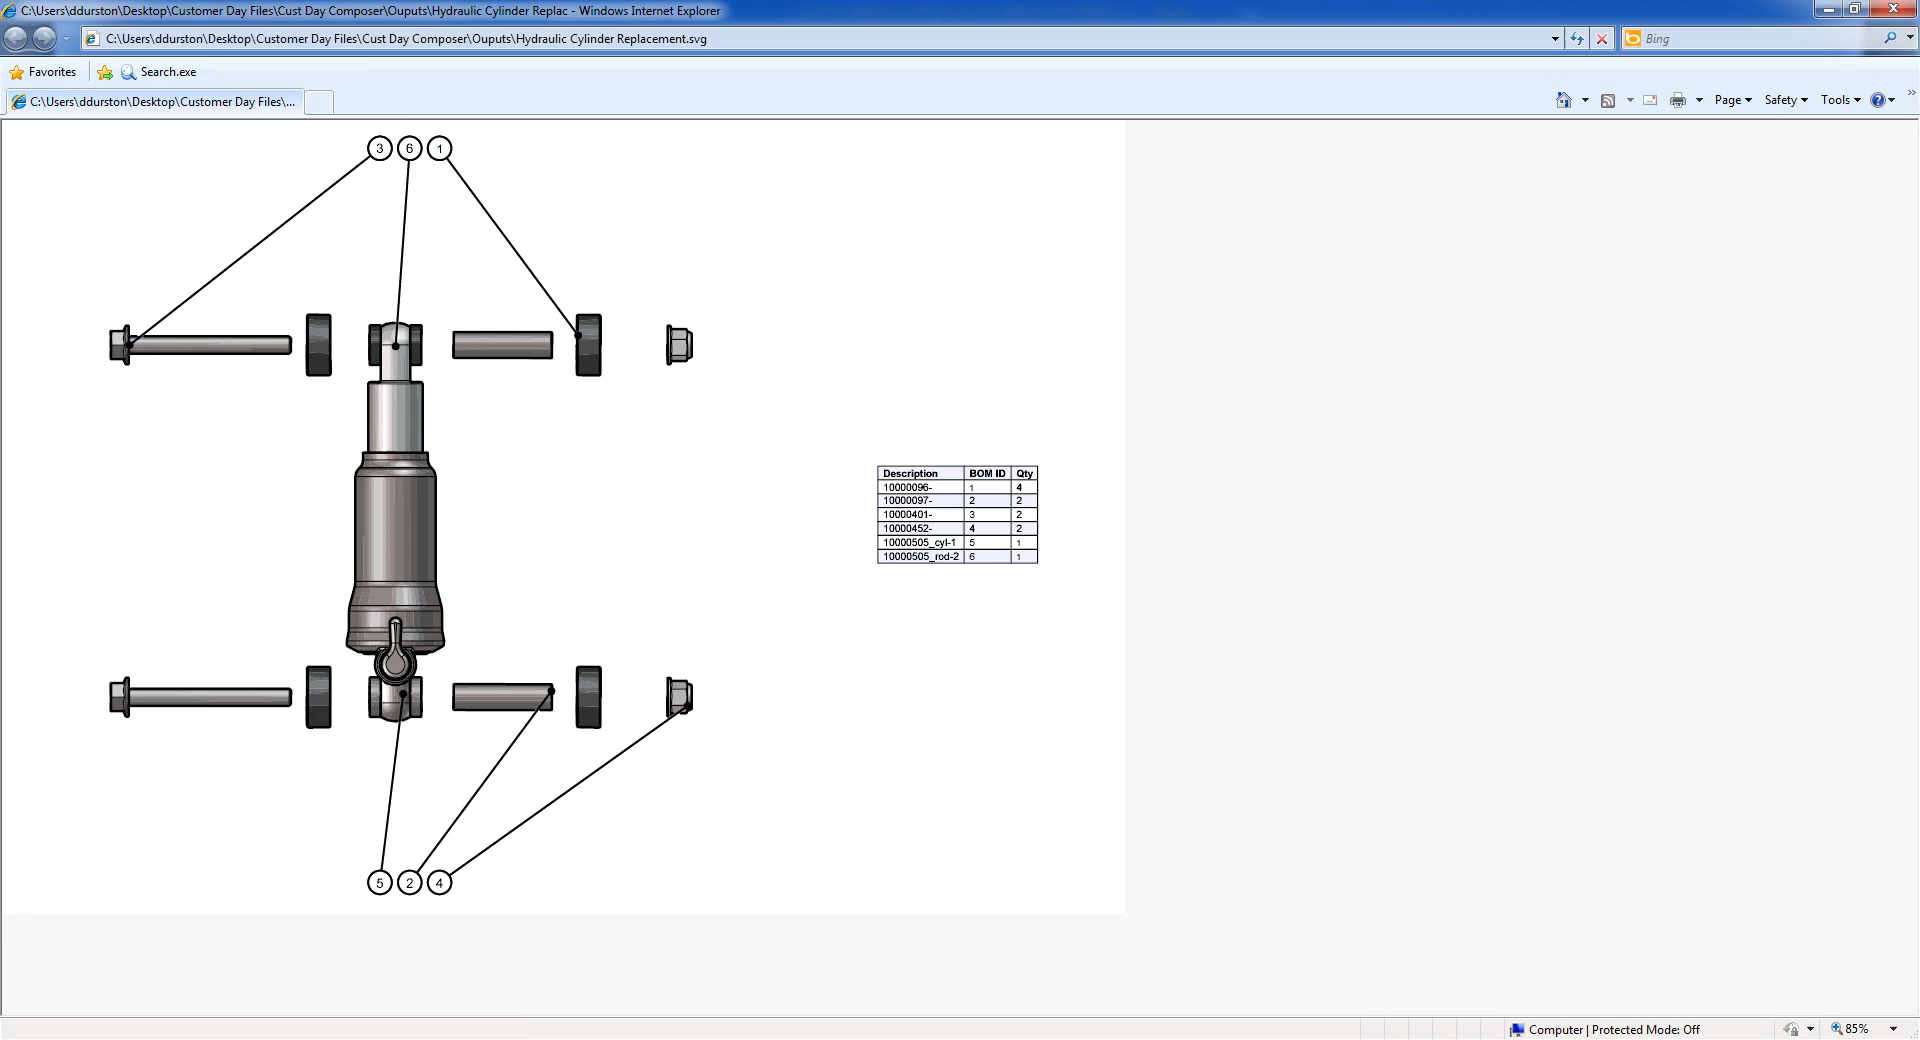 C:\Users\ddurston\Desktop\Customer Day Files\Cust Day Composer\Ouputs\Hydraulic Cylinder Replac - Windows Internet Explorer
C:\Users\ddurston\Desktop\Customer Day Files\Cust Day Composer\Ouputs\Hydraulic Cylinder Replacement.svg
Bing
Favorites
Search.exe
C:\Users\ddurston\Desktop\Customer Day Files\...
Page
Safety
Tools
3 6 1
Description BOM ID Qty
10000096- 1 4
10000097- 2 2
10000401- 3 2
10000452- 4 2
10000505_cyl-1 5 1
10000505_rod-2 6 1
5 2 4
Computer | Protected Mode: Off
85%